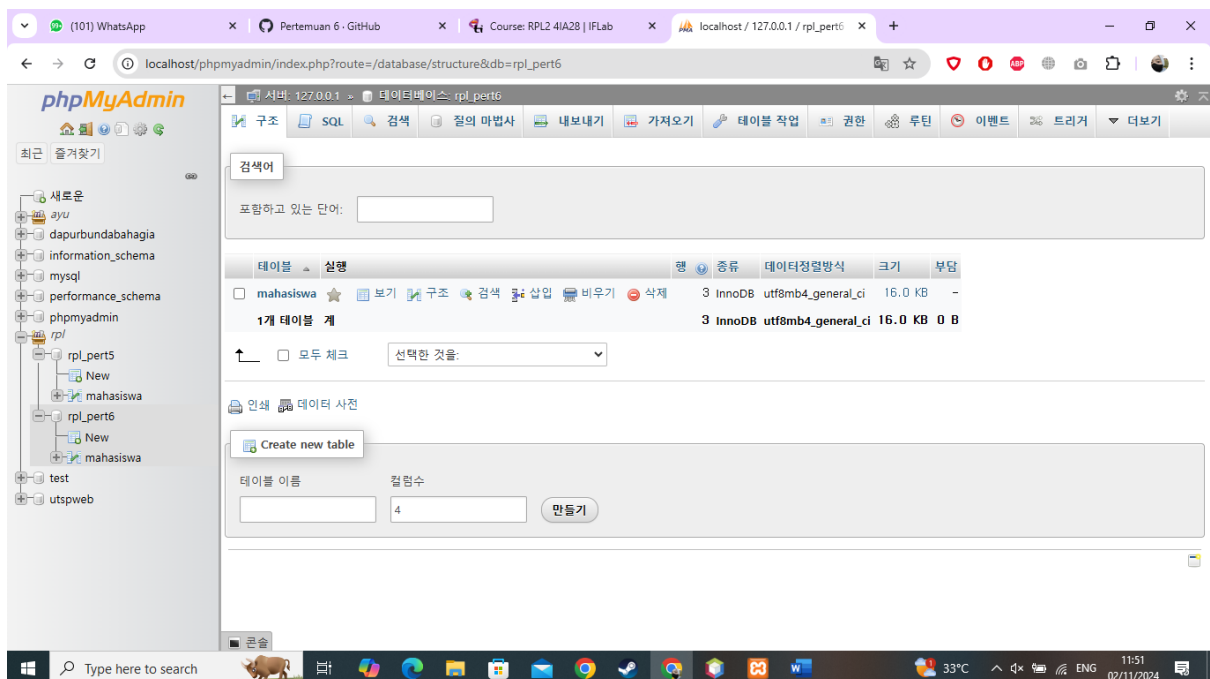 (101) WhatsApp
Pertemuan 6 · GitHub
Course: RPL2 4IA28 | IFLab
localhost / 127.0.0.1 / rpl_pert6
localhost/phpmyadmin/index.php?route=/database/structure&db=rpl_pert6
phpMyAdmin
최근 즐겨찾기
새로운
ayu
dapurbundabahagia
information_schema
mysql
performance_schema
phpmyadmin
rpl
rpl_pert5
New
mahasiswa
rpl_pert6
New
mahasiswa
test
utspweb
서버: 127.0.0.1 » 데이터베이스: rpl_pert6
구조 SQL 검색 질의 마법사 내보내기 가져오기 테이블 작업 권한 루틴 이벤트 트리거 더보기
검색어
포함하고 있는 단어:
테이블 실행 행 종류 데이터정렬방식 크기 부담
mahasiswa 보기 구조 검색 삽입 비우기 삭제 3 InnoDB utf8mb4_general_ci 16.0 KB -
1개 테이블 계 3 InnoDB utf8mb4_general_ci 16.0 KB 0 B
모두 체크 선택한 것을:
인쇄 데이터 사전
Create new table
테이블 이름 컬럼수
4 만들기
콘솔
Type here to search
33°C ENG 11:51
02/11/2024